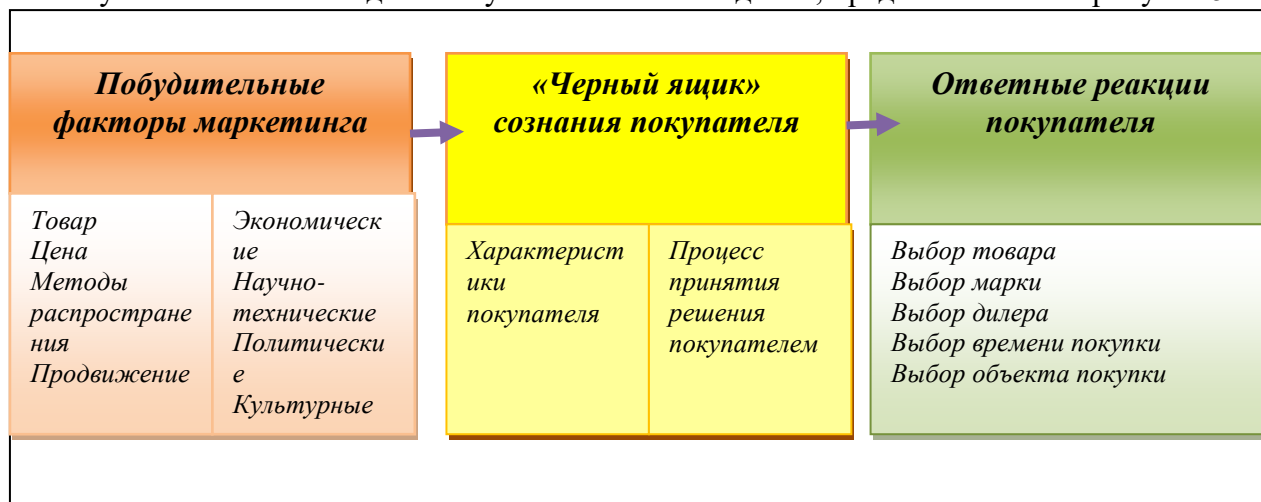 Побудительные
факторы маркетинга
Товар
Цена
Методы
распростране
ния
Продвижение
Экономическ
ие
Научно-
технические
Политически
е
Культурные
«Черный ящик»
сознания покупателя
Характерист
ики
покупателя
Процесс
принятия
решения
покупателем
Ответные реакции
покупателя
Выбор товара
Выбор марки
Выбор дилера
Выбор времени покупки
Выбор объекта покупки